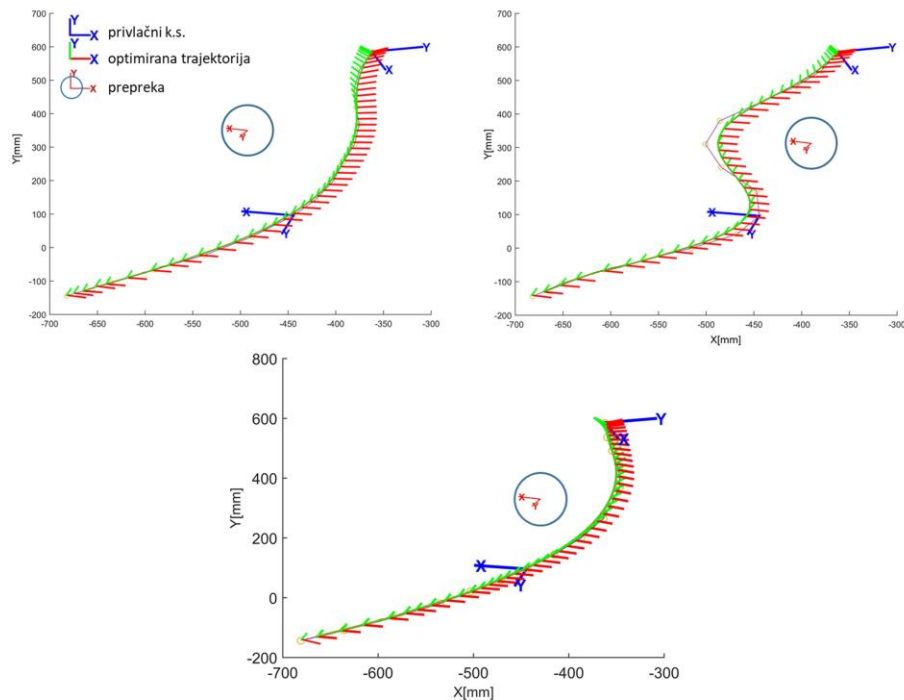 Y
X privlačni k.s.
Y
X optimirana trajektorija
Y
x prepreka
Y[mm]
700
600
500
400
300
200
100
0
-100
-200
-700 -650 -600 -550 -500 -450 -400 -350 -300
Y
X
X
Y
X
Y
Y[mm]
700
600
500
400
300
200
100
0
-100
-200
-700 -650 -600 -550 -500 -450 -400 -350 -300
X[mm]
Y
X
X
Y
X
Y
Y[mm]
800
600
400
200
0
-200
-700 -600 -500 -400 -300
X[mm]
Y
X
X
Y
X
Y